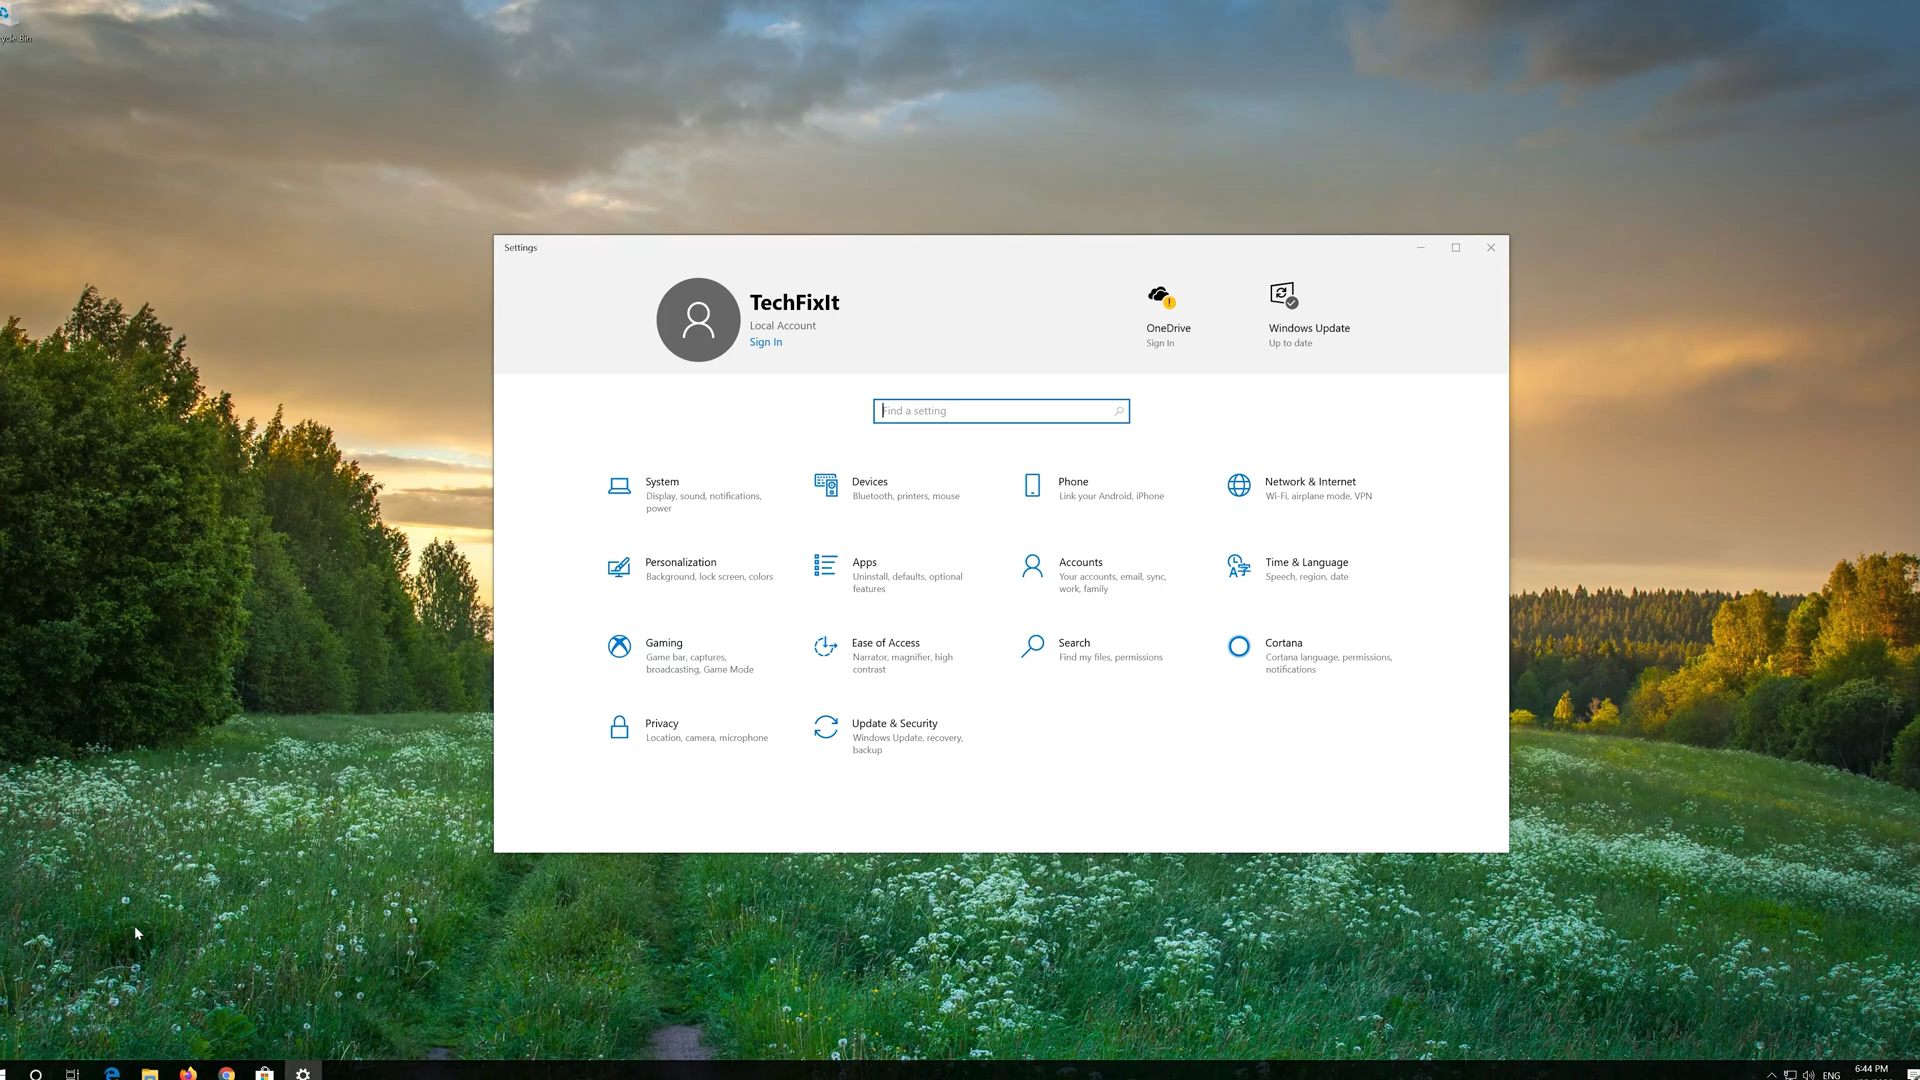 Settings
TechFixIt
Local Account
Sign In
OneDrive
Sign In
Windows Update
Up to date
Find a setting
System
Display, sound, notifications,
power
Devices
Bluetooth, printers, mouse
Phone
Link your Android, iPhone
Network & Internet
Wi-Fi, airplane mode, VPN
Personalization
Background, lock screen, colors
Apps
Uninstall, defaults, optional
features
Accounts
Your accounts, email, sync,
work, family
Time & Language
Speech, region, date
Gaming
Game bar, captures,
broadcasting, Game Mode
Ease of Access
Narrator, magnifier, high
contrast
Search
Find my files, permissions
Cortana
Cortana language, permissions,
notifications
Privacy
Location, camera, microphone
Update & Security
Windows Update, recovery,
backup
ENG
6:44 PM